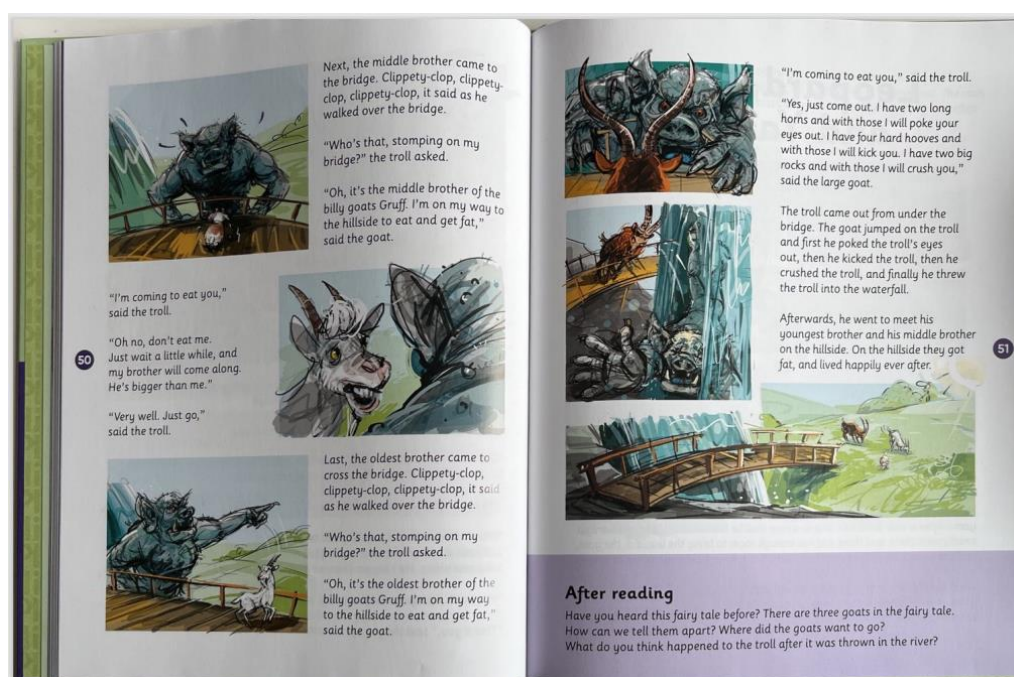 Next, the middle brother came to
the bridge. Clippety-clop, clippety-
clop, clippety-clop, it said as he
walked over the bridge.
"Who's that, stomping on my
bridge?" the troll asked.
"Oh, it's the middle brother of the
billy goats Gruff. I'm on my way to
the hillside to eat and get fat,"
said the goat.
"I'm coming to eat you,"
said the troll.
"Oh no, don't eat me.
Just wait a little while, and
my brother will come along.
He's bigger than me."
"Very well. Just go,"
said the troll.
50
Last, the oldest brother came to
cross the bridge. Clippety-clop,
clippety-clop, clippety-clop, it said
as he walked over the bridge.
"Who's that, stomping on my
bridge?" the troll asked.
"Oh, it's the oldest brother of the
billy goats Gruff. I'm on my way
to the hillside to eat and get fat,"
said the goat.
"I'm coming to eat you," said the troll.
"Yes, just come out. I have two long
horns and with those I will poke your
eyes out. I have four hard hooves and
with those I will kick you. I have two big
rocks and with those I will crush you,"
said the large goat.
The troll came out from under the
bridge. The goat jumped on the troll
and first he poked the troll's eyes
out, then he kicked the troll, then he
crushed the troll, and finally he threw
the troll into the waterfall.
Afterwards, he went to meet his
youngest brother and his middle brother
on the hillside. On the hillside they got
fat, and lived happily ever after.
51
After reading
Have you heard this fairy tale before? There are three goats in the fairy tale.
How can we tell them apart? Where did the goats want to go?
What do you think happened to the troll after it was thrown in the river?